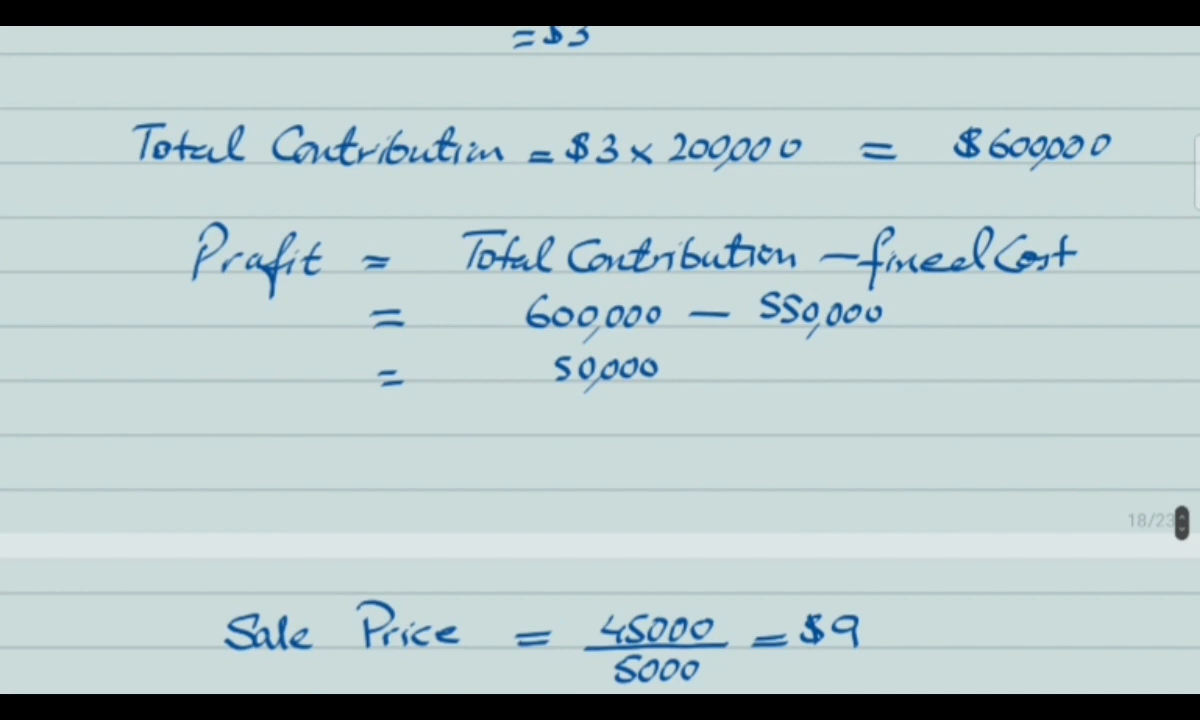 = $3
Total Contribution = $3 × 200,000 = $600,000
Profit = Total Contribution - fixed Cost
= 600,000 - 550,000
= 50,000
18/23
Sale Price = 45000/5000 = $9